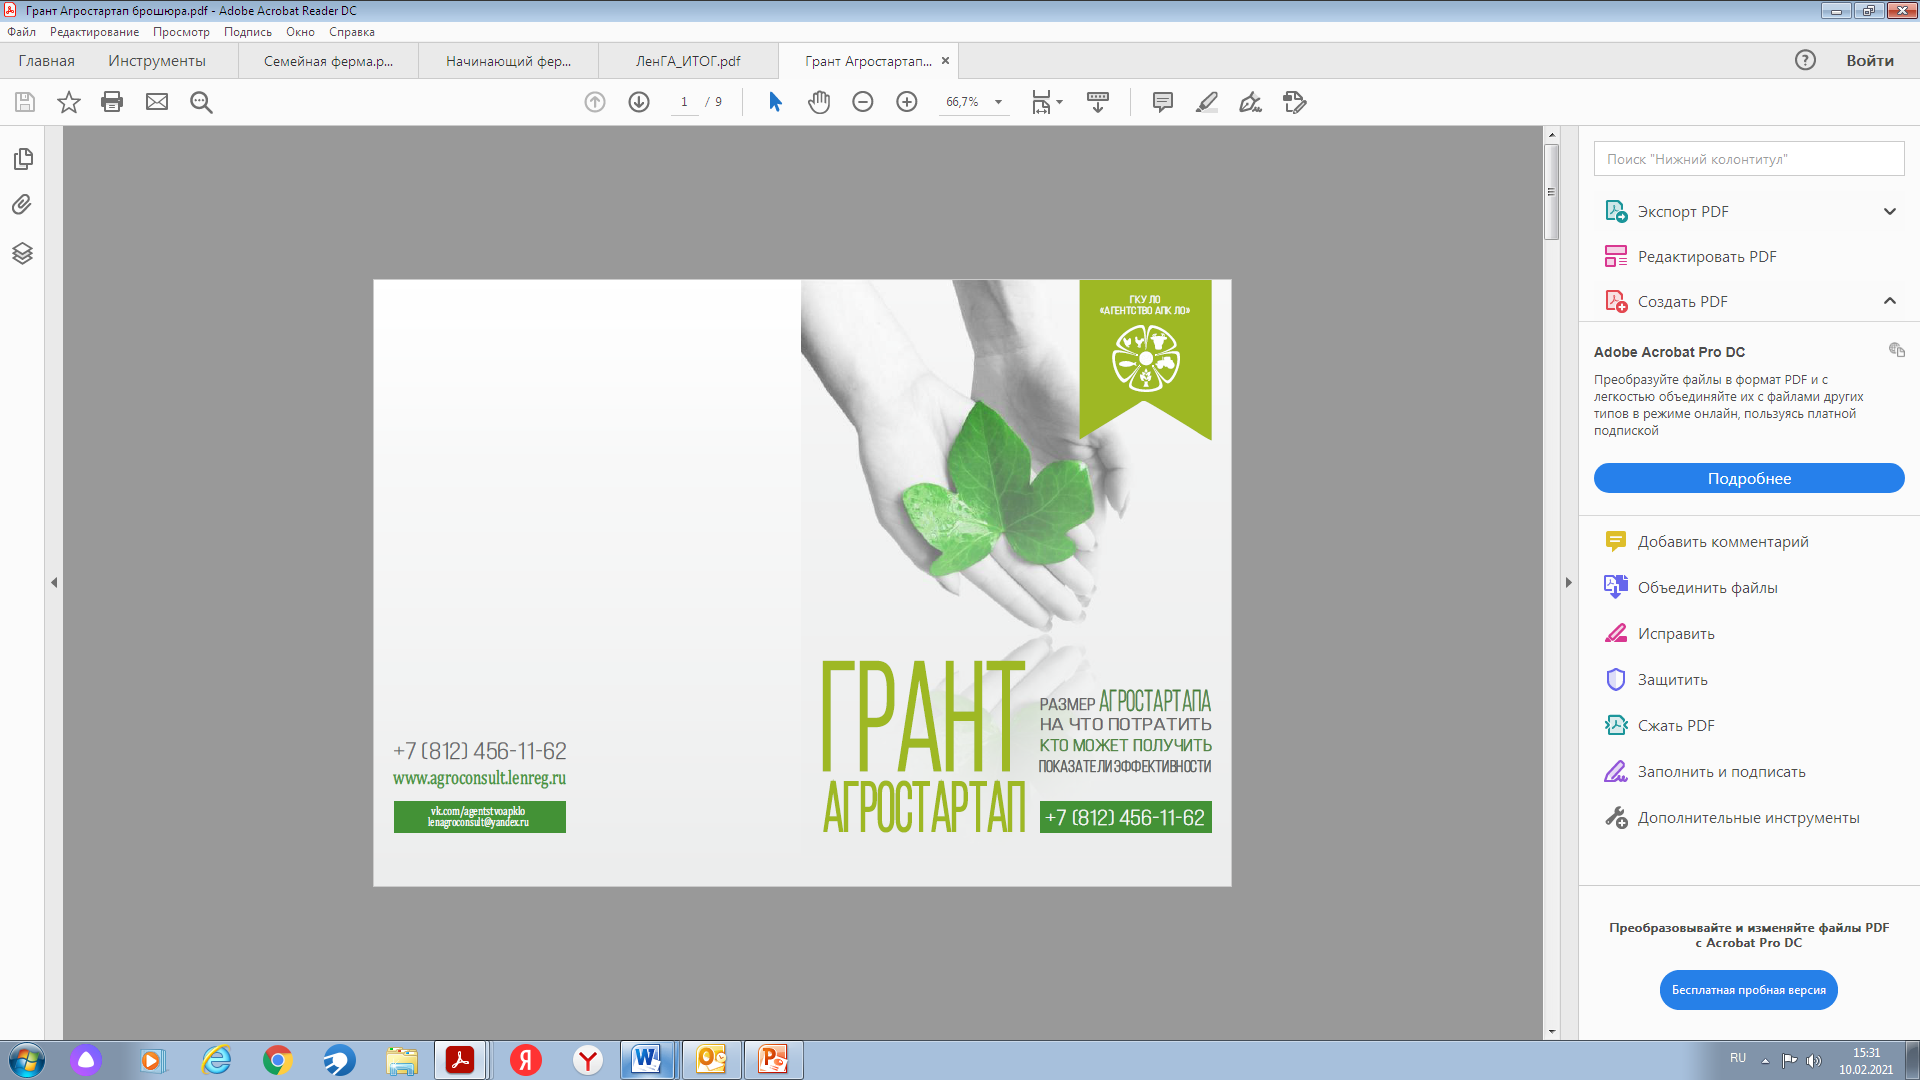 Грант Агростартап брошюра.pdf - Adobe Acrobat Reader DC
Файл Редактирование Просмотр Подпись Окно Справка
Главная Инструменты Семейная ферма.р... Начинающий фер... ЛенГА_ИТОГ.pdf Грант Агростартап... ×
Войти
1 / 9
66,7%
ГКУ ЛО
«АГЕНТСТВО АПК ЛО»
ГРАНТ
АГРОСТАРТАП
РАЗМЕР АГРОСТАРТАПА
НА ЧТО ПОТРАТИТЬ
КТО МОЖЕТ ПОЛУЧИТЬ
ПОКАЗАТЕЛИ ЭФФЕКТИВНОСТИ
+7 (812) 456-11-62
+7 (812) 456-11-62
www.agroconsult.lenreg.ru
vk.com/agentstvoapklo
lenagroconsult@yandex.ru
Поиск "Нижний колонтитул"
Экспорт PDF
Редактировать PDF
Создать PDF
Adobe Acrobat Pro DC
Преобразуйте файлы в формат PDF и с
легкостью объединяйте их с файлами других
типов в режиме онлайн, пользуясь платной
подпиской
Подробнее
Добавить комментарий
Объединить файлы
Исправить
Защитить
Сжать PDF
Заполнить и подписать
Дополнительные инструменты
Преобразовывайте и изменяйте файлы PDF
с Acrobat Pro DC
Бесплатная пробная версия
RU
15:31
10.02.2021